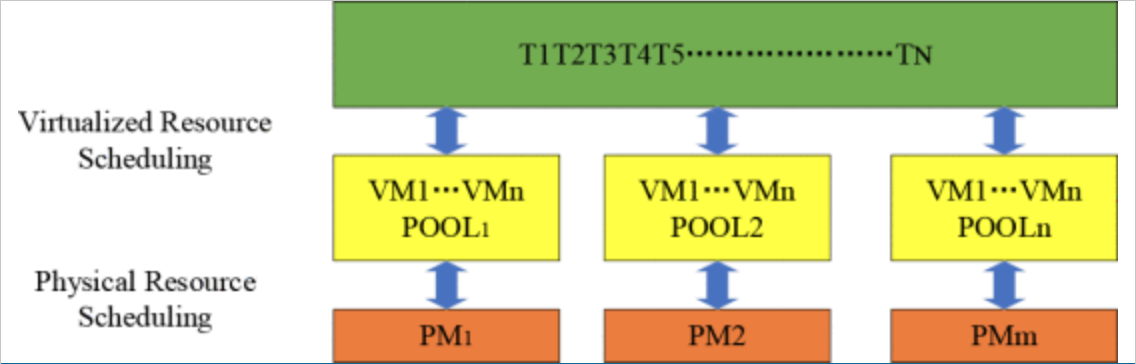 T1T2T3T4T5·····················TN
Virtualized Resource
Scheduling
VM1···VMn
POOL1
VM1···VMn
POOL2
VM1···VMn
POOLn
Physical Resource
Scheduling
PM1
PM2
PMm